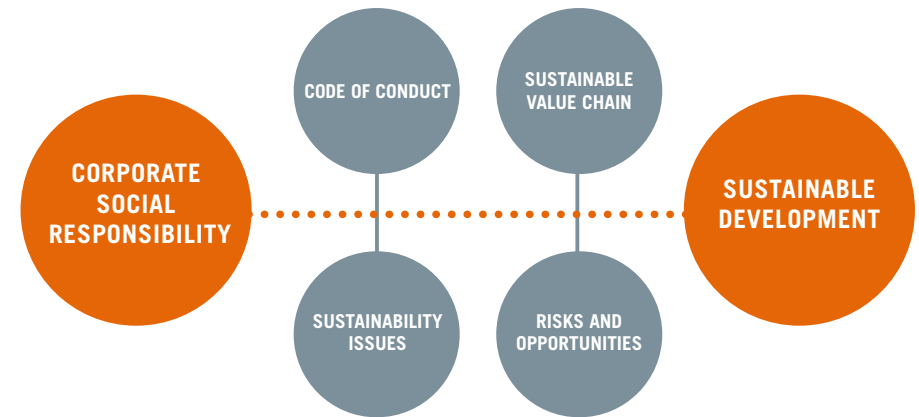 CORPORATE
SOCIAL
RESPONSIBILITY
CODE OF CONDUCT
SUSTAINABILITY
ISSUES
SUSTAINABLE
VALUE CHAIN
RISKS AND
OPPORTUNITIES
SUSTAINABLE
DEVELOPMENT